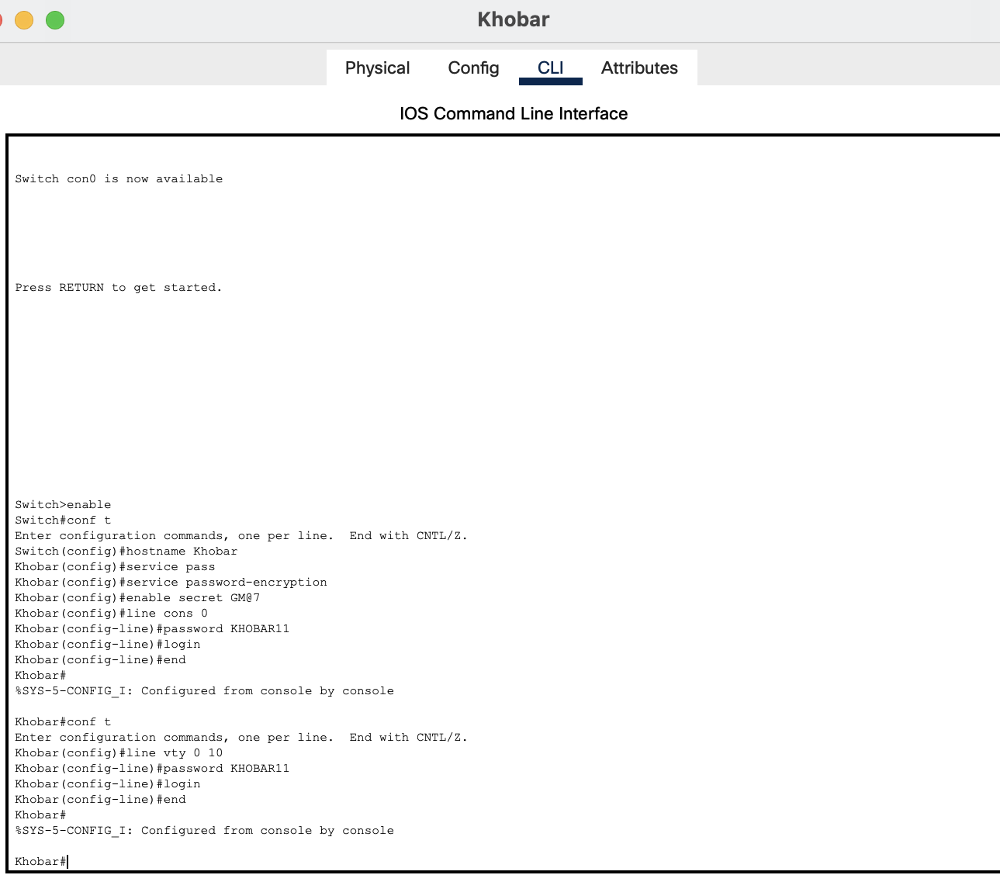 Khobar
Physical Config CLI Attributes
IOS Command Line Interface
Switch con0 is now available
Press RETURN to get started.
Switch>enable
Switch#conf t
Enter configuration commands, one per line.  End with CNTL/Z.
Switch(config)#hostname Khobar
Khobar(config)#service pass
Khobar(config)#service password-encryption
Khobar(config)#enable secret GM@7
Khobar(config)#line cons 0
Khobar(config-line)#password KHOBAR11
Khobar(config-line)#login
Khobar(config-line)#end
Khobar#
%SYS-5-CONFIG_I: Configured from console by console
Khobar#conf t
Enter configuration commands, one per line.  End with CNTL/Z.
Khobar(config)#line vty 0 10
Khobar(config-line)#password KHOBAR11
Khobar(config-line)#login
Khobar(config-line)#end
Khobar#
%SYS-5-CONFIG_I: Configured from console by console
Khobar#